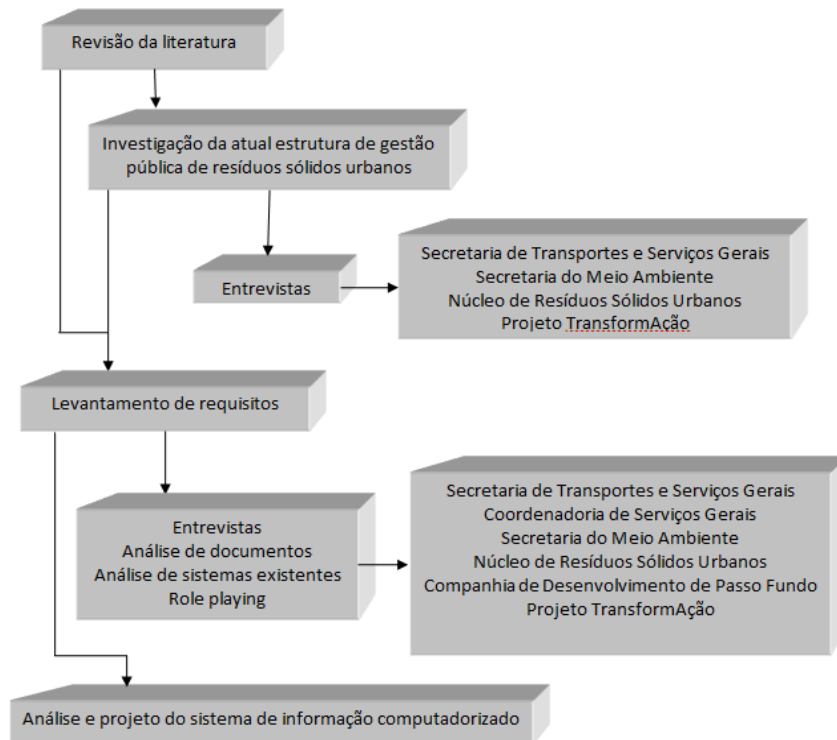 Revisão da literatura
Investigação da atual estrutura de gestão
pública de resíduos sólidos urbanos
Entrevistas
Secretaria de Transportes e Serviços Gerais
Secretaria do Meio Ambiente
Núcleo de Resíduos Sólidos Urbanos
Projeto TransformAção
Levantamento de requisitos
Entrevistas
Análise de documentos
Análise de sistemas existentes
Role playing
Secretaria de Transportes e Serviços Gerais
Coordenadoria de Serviços Gerais
Secretaria do Meio Ambiente
Núcleo de Resíduos Sólidos Urbanos
Companhia de Desenvolvimento de Passo Fundo
Projeto TransformAção
Análise e projeto do sistema de informação computadorizado